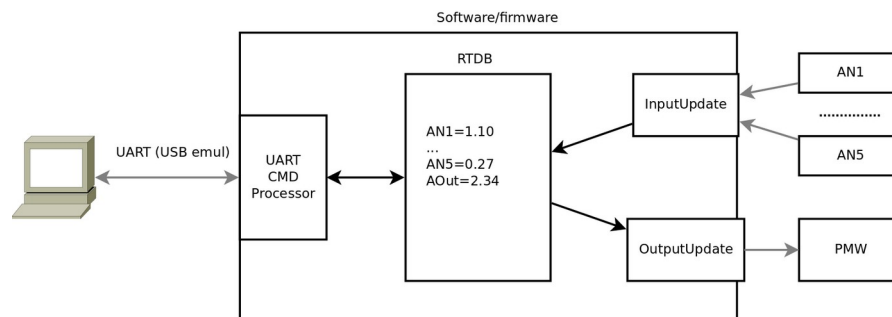 Software/firmware
RTDB
AN1
InputUpdate
...............
AN1=1.10
...
AN5=0.27
AOut=2.34
AN5
UART (USB emul)
UART
CMD
Processor
OutputUpdate
PMW